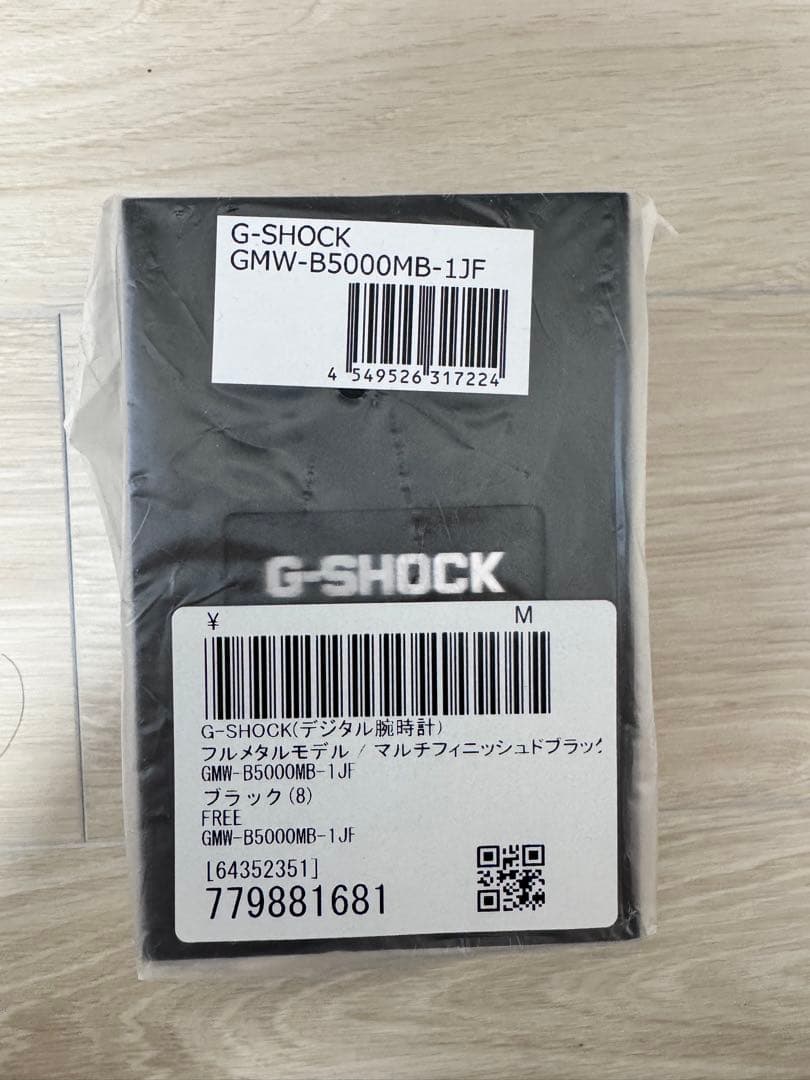 G-SHOCK
GMW-B5000MB-1JF
4 549526 317224
G-SHOCK
¥ M
G-SHOCK(デジタル腕時計)
フルメタルモデル / マルチフィニッシュドブラック
GMW-B5000MB-1JF
ブラック(8)
FREE
GMW-B5000MB-1JF
[64352351]
779881681